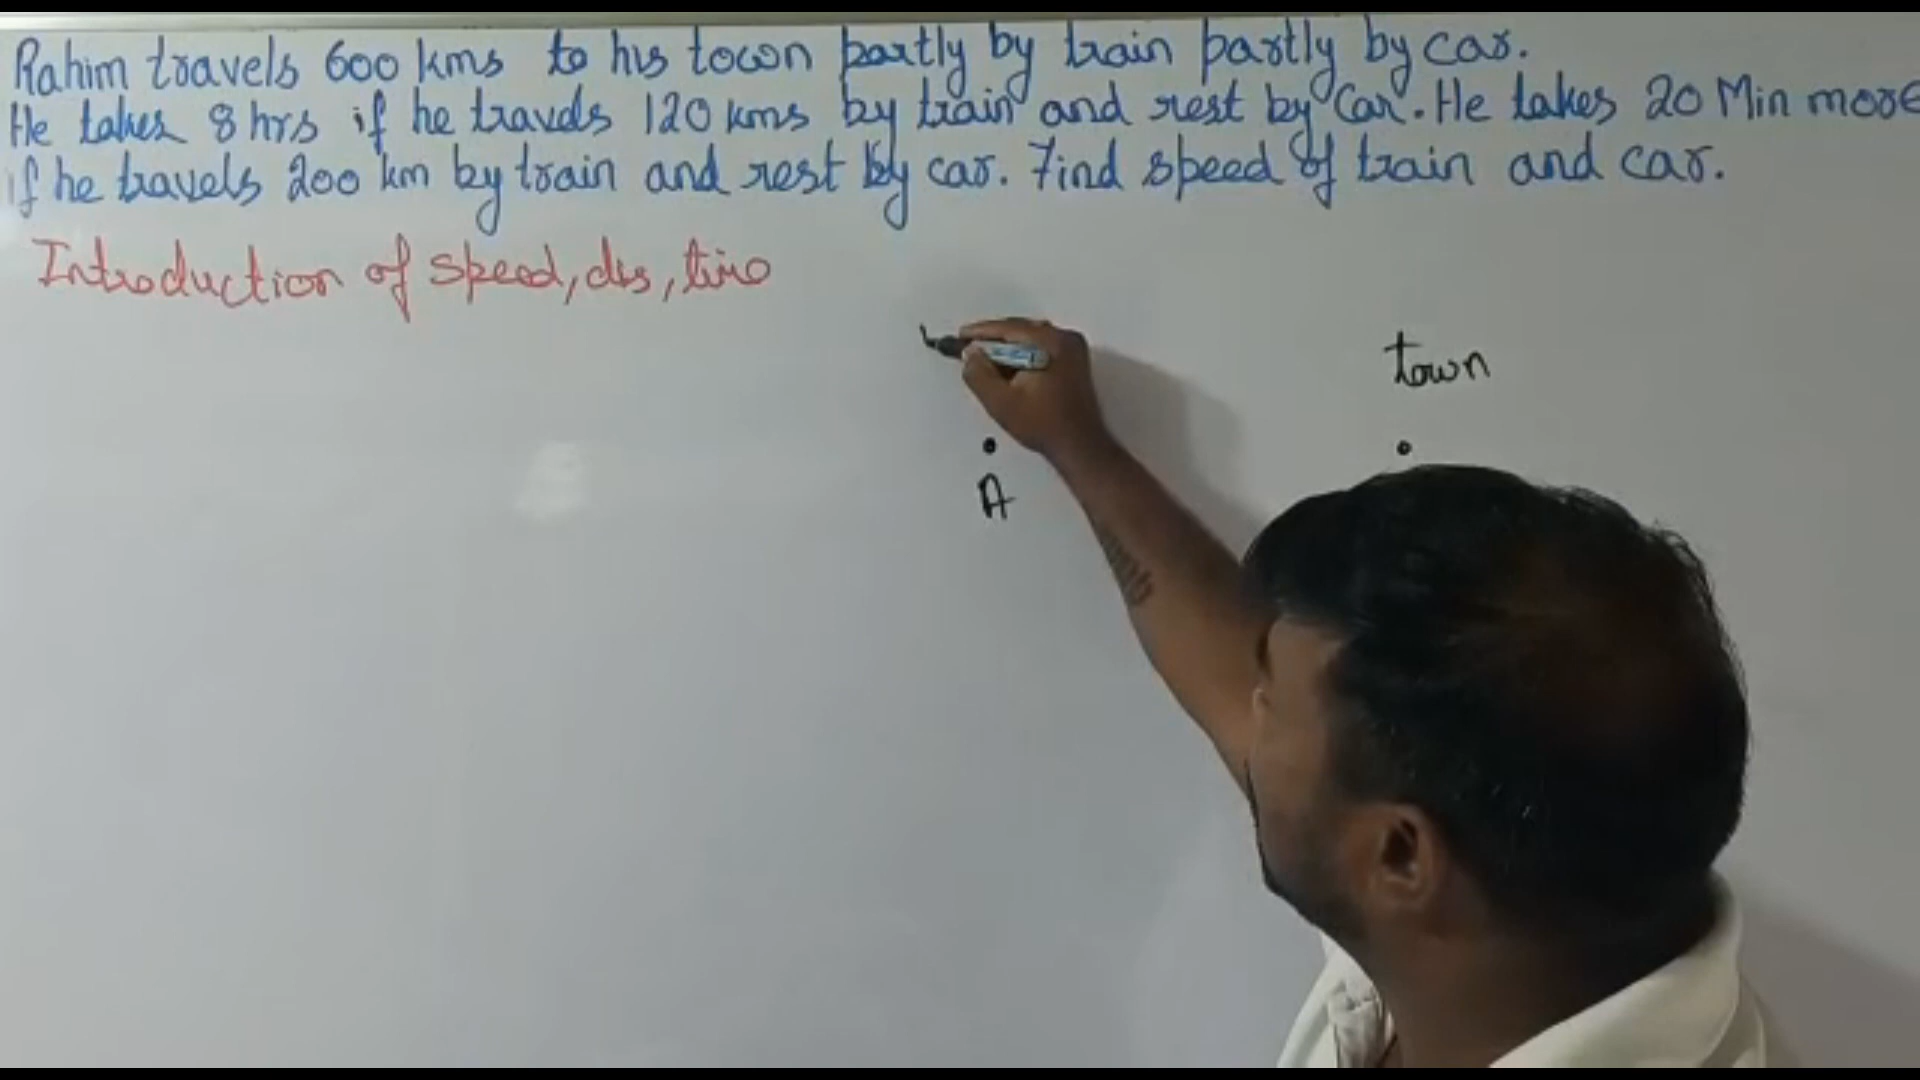 Rahim travels 600 kms to his town partly by train partly by car.
He takes 8 hrs if he travels 120 kms by train and rest by Car. He takes 20 Min more
if he travels 200 km by train and rest by car. Find speed of train and car.
Introduction of speed, dis, time
town
A